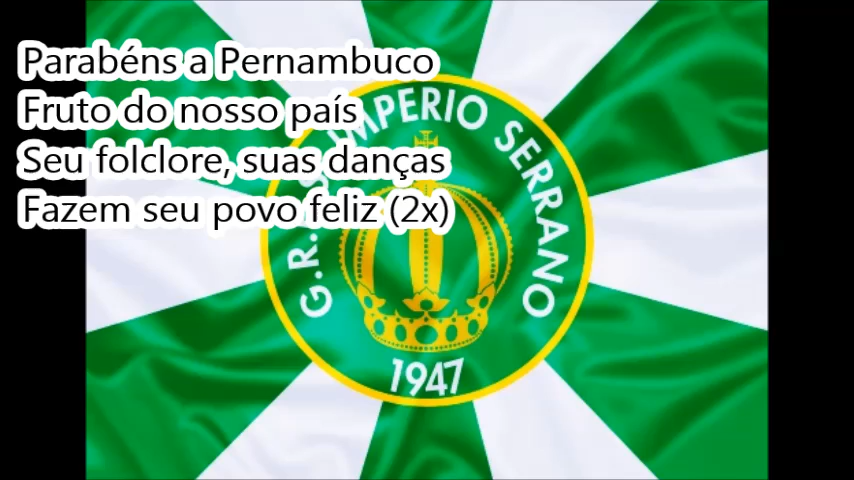 Parabéns a Pernambuco
Fruto do nosso país
Seu folclore, suas danças
Fazem seu povo feliz (2x)
G.R. IMPERIO SERRANO
1947